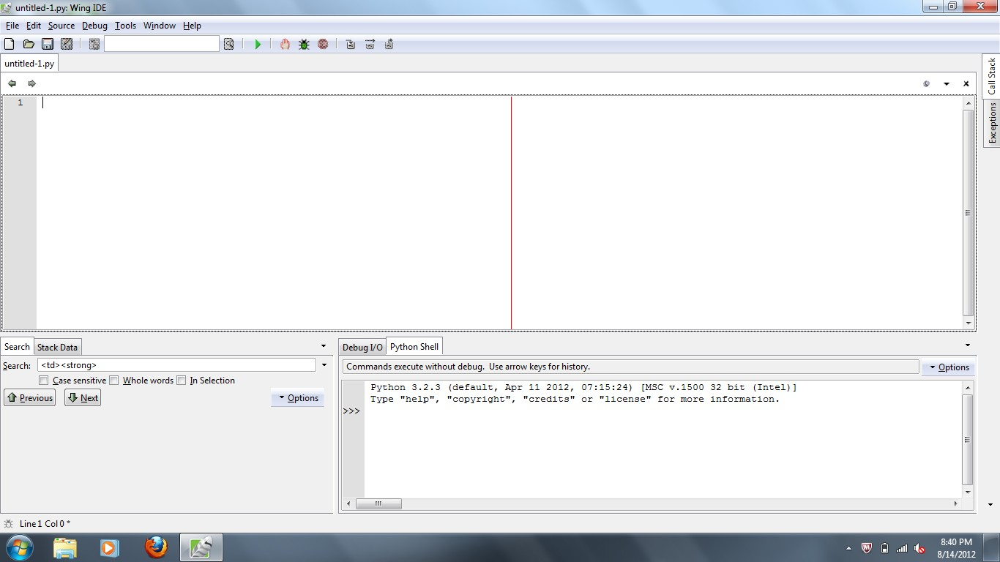 untitled-1.py: Wing IDE
File Edit Source Debug Tools Window Help
untitled-1.py
Call Stack
Exceptions
1
Search Stack Data
Search: <td><strong>
Case sensitive Whole words In Selection
Previous Next Options
Debug I/O Python Shell
Commands execute without debug.  Use arrow keys for history. Options
Python 3.2.3 (default, Apr 11 2012, 07:15:24) [MSC v.1500 32 bit (Intel)]
Type "help", "copyright", "credits" or "license" for more information.
>>>
Line 1 Col 0 *
8:40 PM
8/14/2012